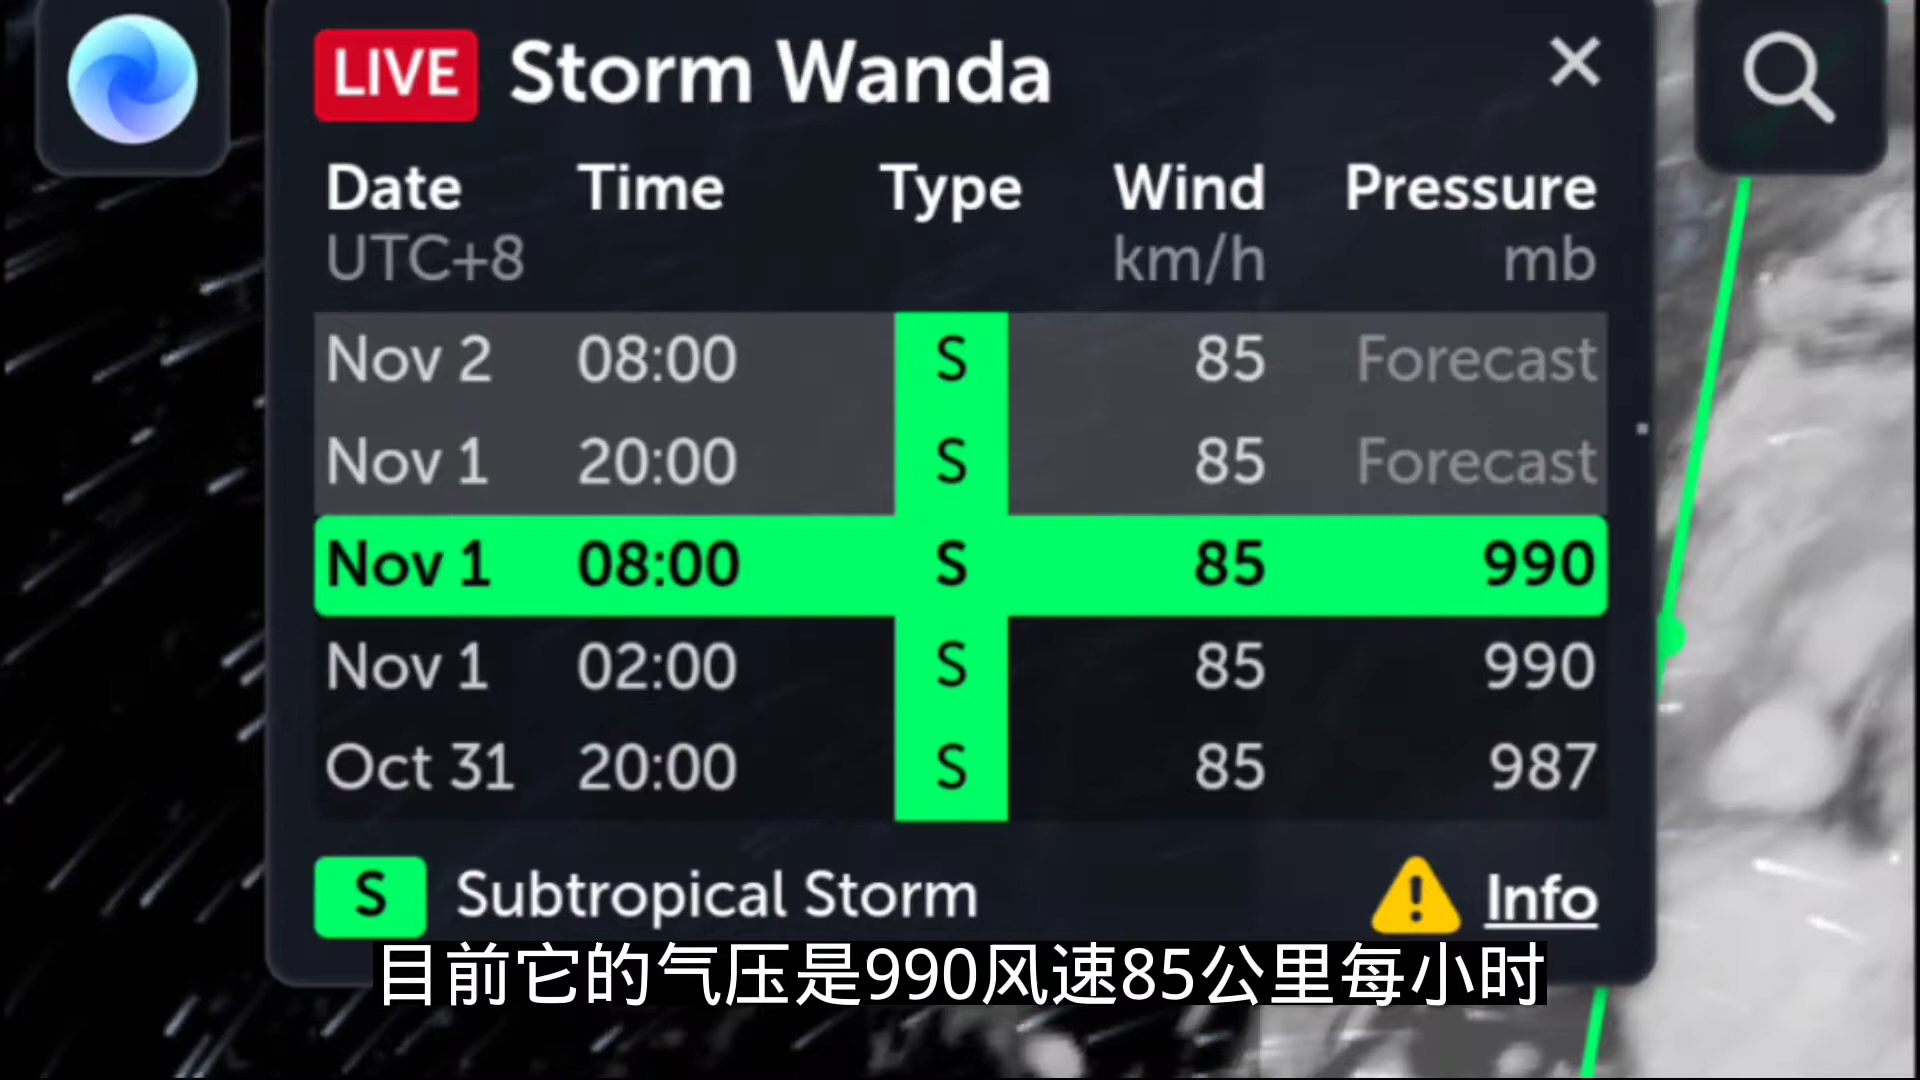 LIVE Storm Wanda
Date Time Type Wind Pressure
UTC+8 km/h mb
Nov 2 08:00 S 85 Forecast
Nov 1 20:00 S 85 Forecast
Nov 1 08:00 S 85 990
Nov 1 02:00 S 85 990
Oct 31 20:00 S 85 987
S Subtropical Storm Info
目前它的气压是990风速85公里每小时